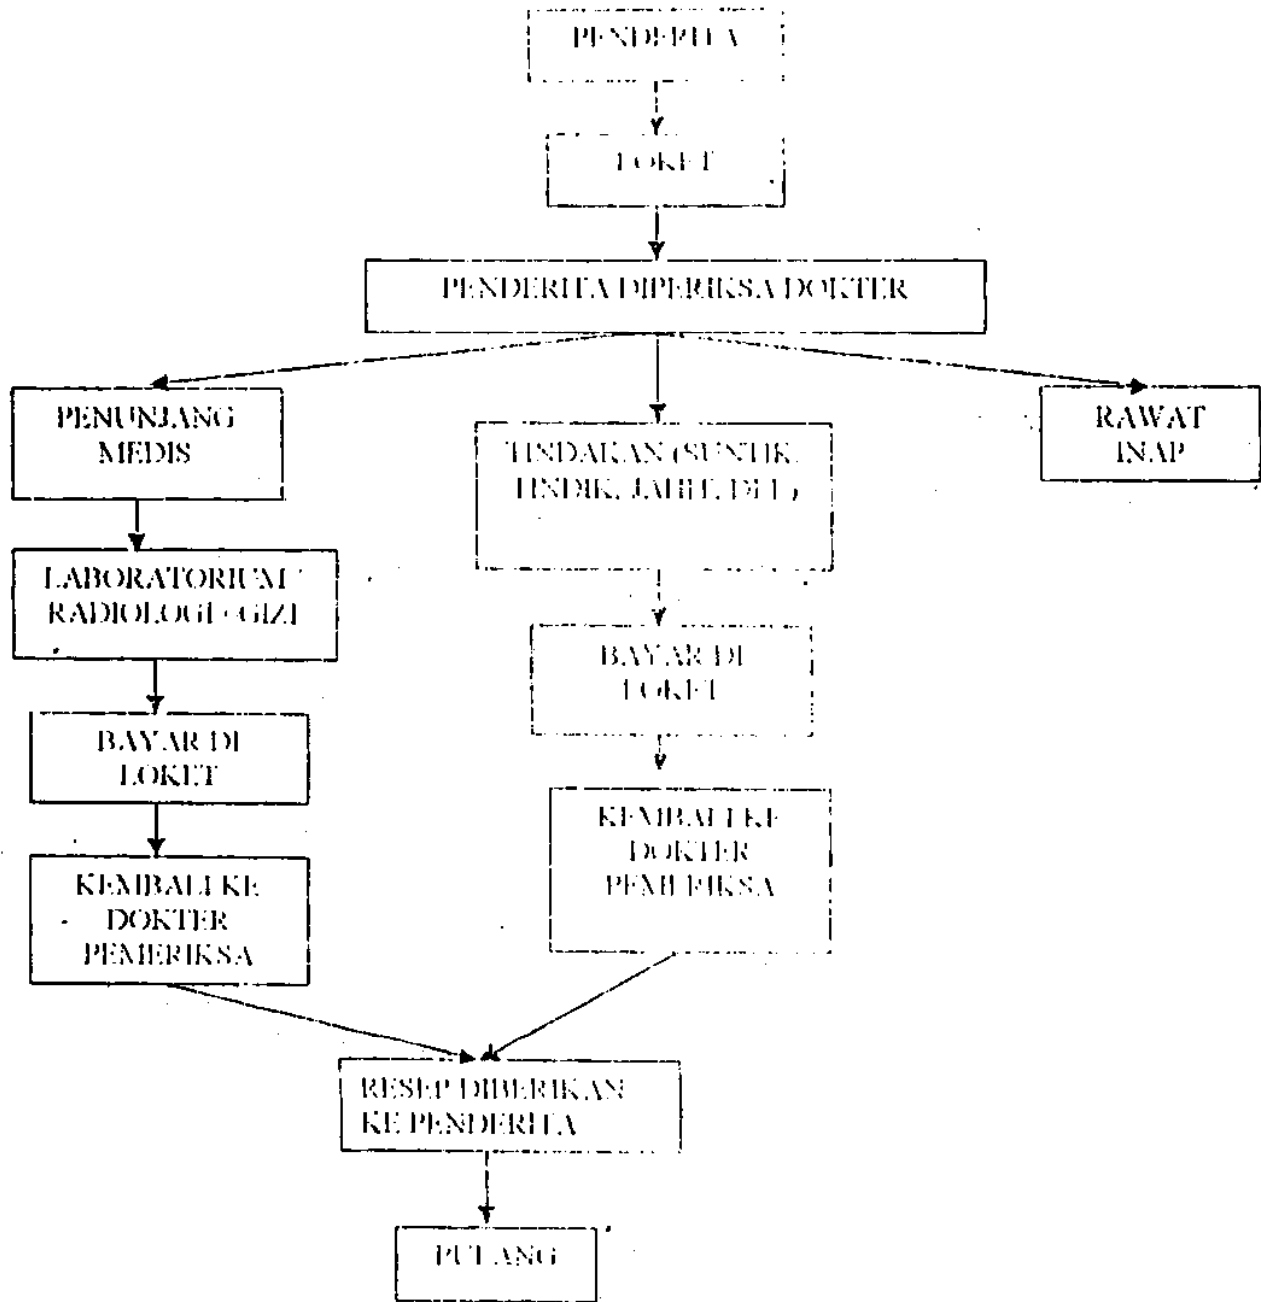 PENDERITA
LOKET
PENDERITA DIPERIKSA DOKTER
PENUNJANG
MEDIS
TINDAKAN (SUNTIK,
TINDIK, JAHIT, DLL)
RAWAT
INAP
LABORATORIUM /
RADIOLOGI / GIZI
BAYAR DI
LOKET
BAYAR DI
LOKET
KEMBALI KE
DOKTER
PEMERIKSA
KEMBALI KE
DOKTER
PEMERIKSA
RESEP DIBERIKAN
KE PENDERITA
PULANG